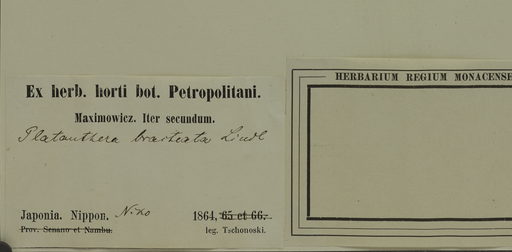 Ex herb. horti bot. Petropolitani.
Maximowicz. Iter secundum.
Platanthera bracteata Lindl
Japonia. Nippon. Niko 1864, 65 et 66.
Prov. Senano et Nambu. leg. Tschonoski.
HERBARIUM REGIUM MONACENSE